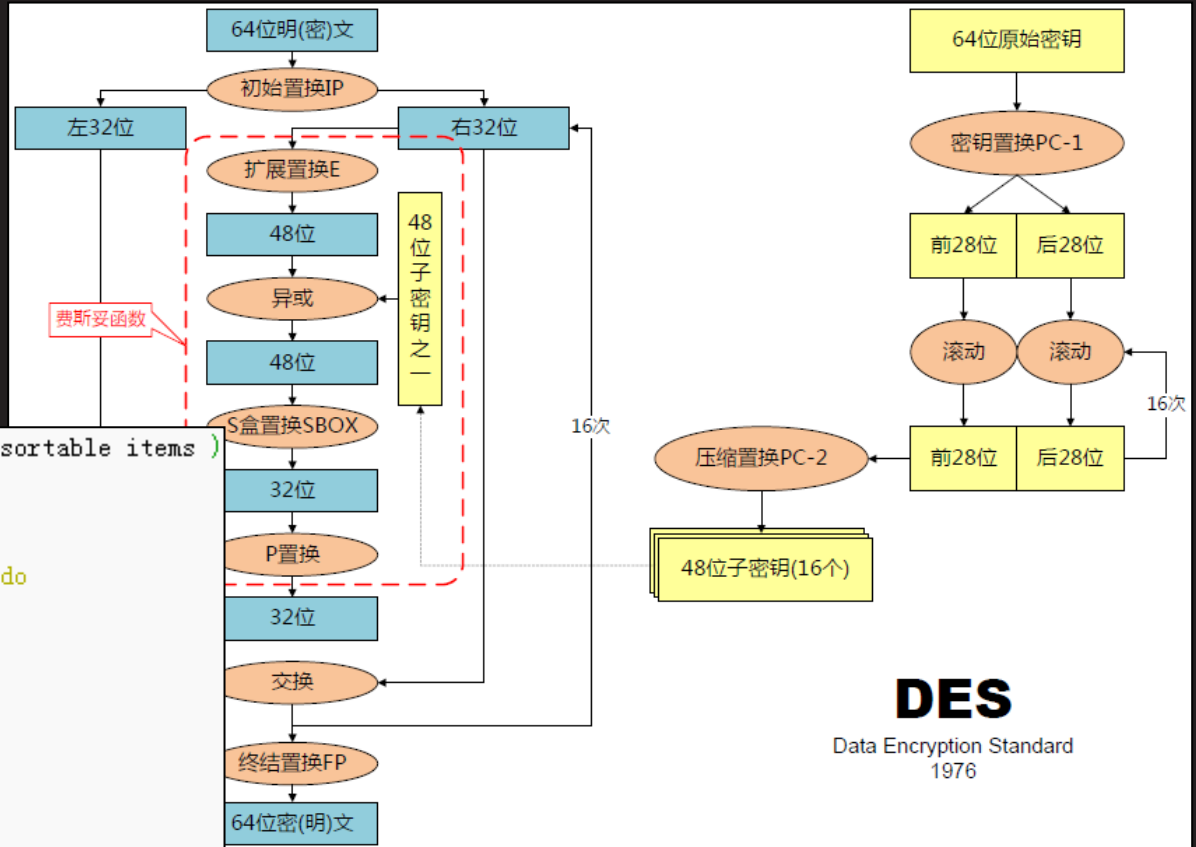 64位明(密)文
初始置换IP
左32位
右32位
扩展置换E
48位
48位子密钥之一
异或
费斯妥函数
48位
S盒置换SBOX
32位
P置换
32位
交换
16次
终结置换FP
64位密(明)文
sortable items )
do
64位原始密钥
密钥置换PC-1
前28位
后28位
滚动
滚动
16次
前28位
后28位
压缩置换PC-2
48位子密钥(16个)
DES
Data Encryption Standard
1976